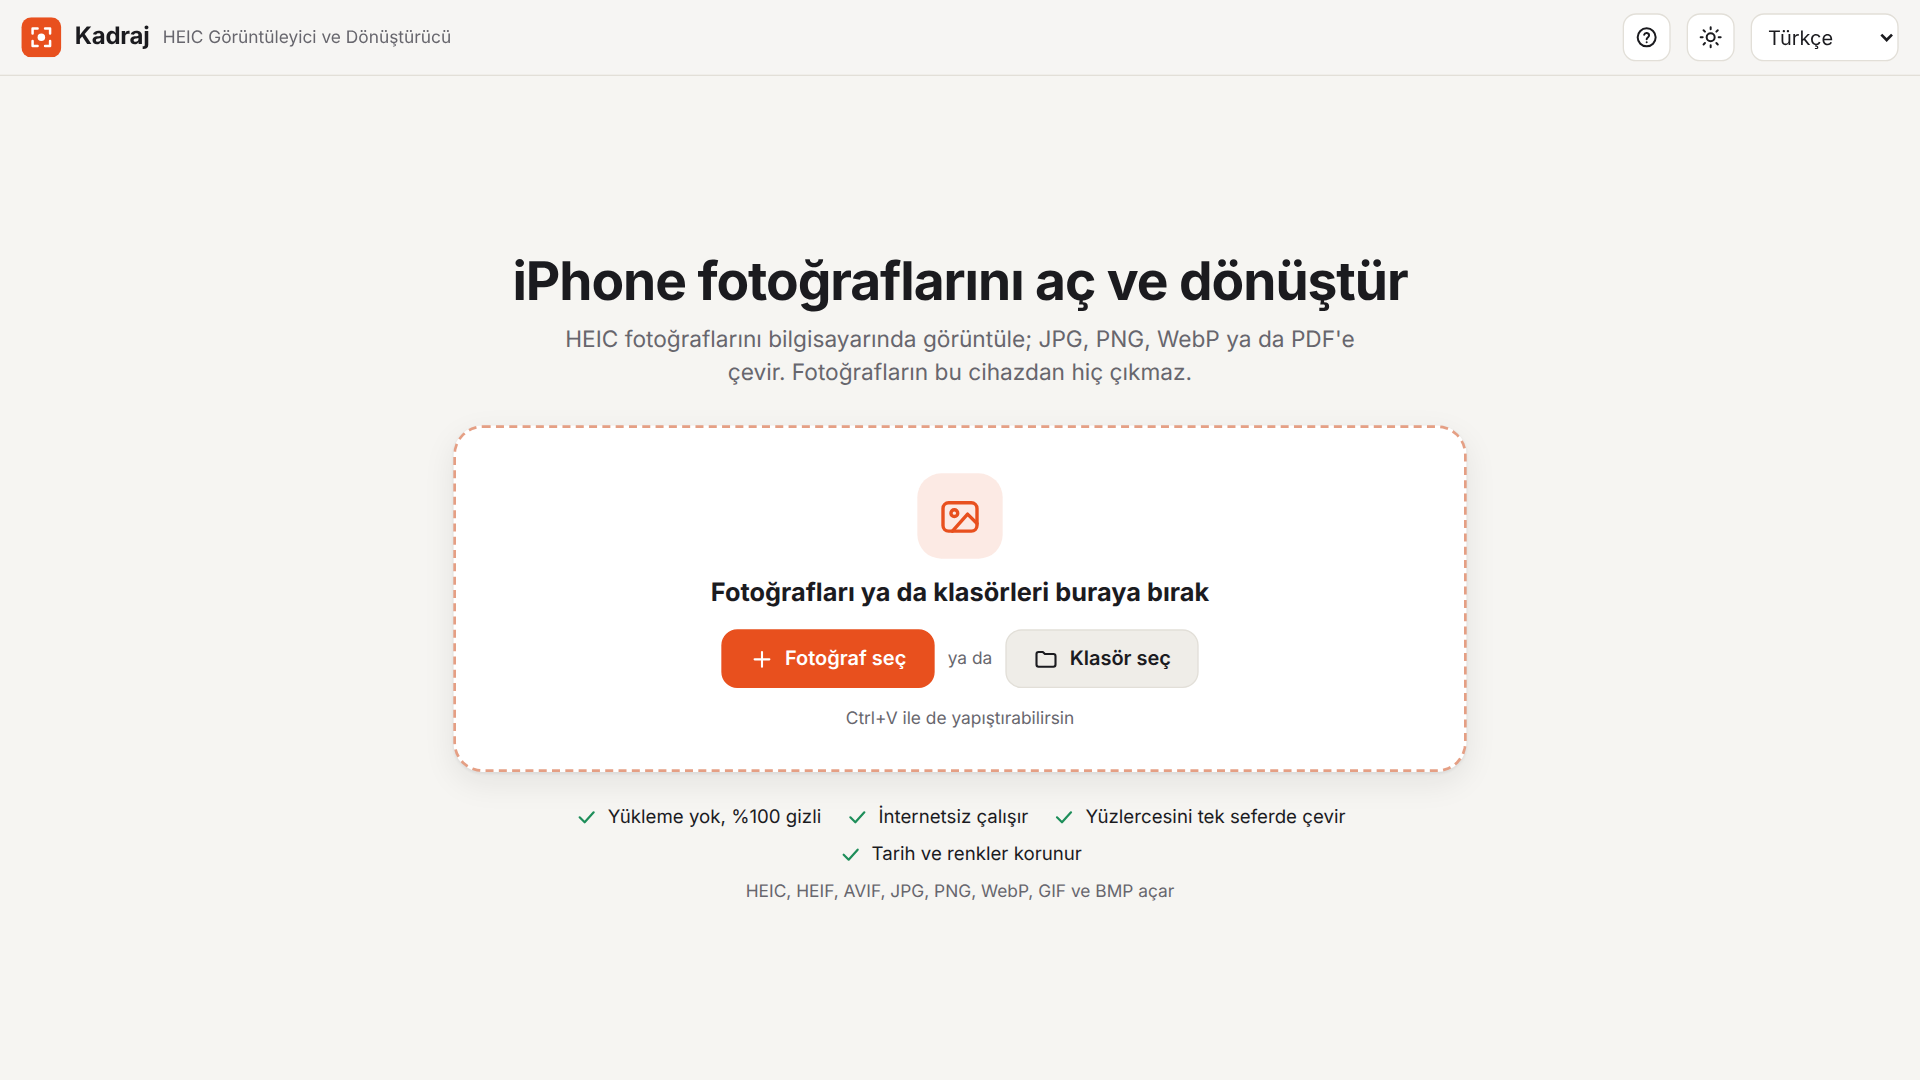 Kadraj HEIC Görüntüleyici ve Dönüştürücü
Türkçe
iPhone fotoğraflarını aç ve dönüştür
HEIC fotoğraflarını bilgisayarında görüntüle; JPG, PNG, WebP ya da PDF'e
çevir. Fotoğrafların bu cihazdan hiç çıkmaz.
Fotoğrafları ya da klasörleri buraya bırak
Fotoğraf seç ya da Klasör seç
Ctrl+V ile de yapıştırabilirsin
Yükleme yok, %100 gizli İnternetsiz çalışır Yüzlercesini tek seferde çevir
Tarih ve renkler korunur
HEIC, HEIF, AVIF, JPG, PNG, WebP, GIF ve BMP açar